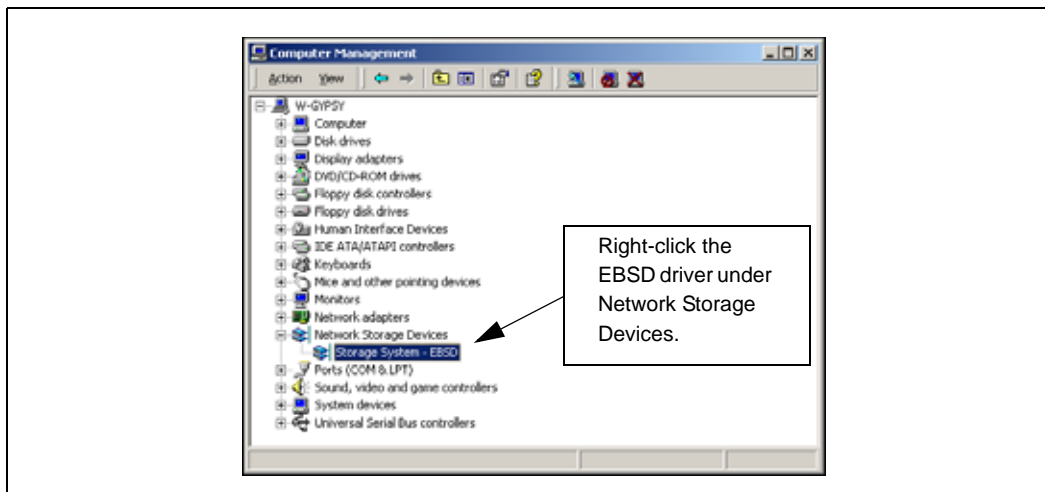 Computer Management
Action View
W-GYPSY
Computer
Disk drives
Display adapters
DVD/CD-ROM drives
Floppy disk controllers
Floppy disk drives
Human Interface Devices
IDE ATA/ATAPI controllers
Keyboards
Mice and other pointing devices
Monitors
Network adapters
Network Storage Devices
Storage System - EBSD
Ports (COM & LPT)
Sound, video and game controllers
System devices
Universal Serial Bus controllers
Right-click the
EBSD driver under
Network Storage
Devices.